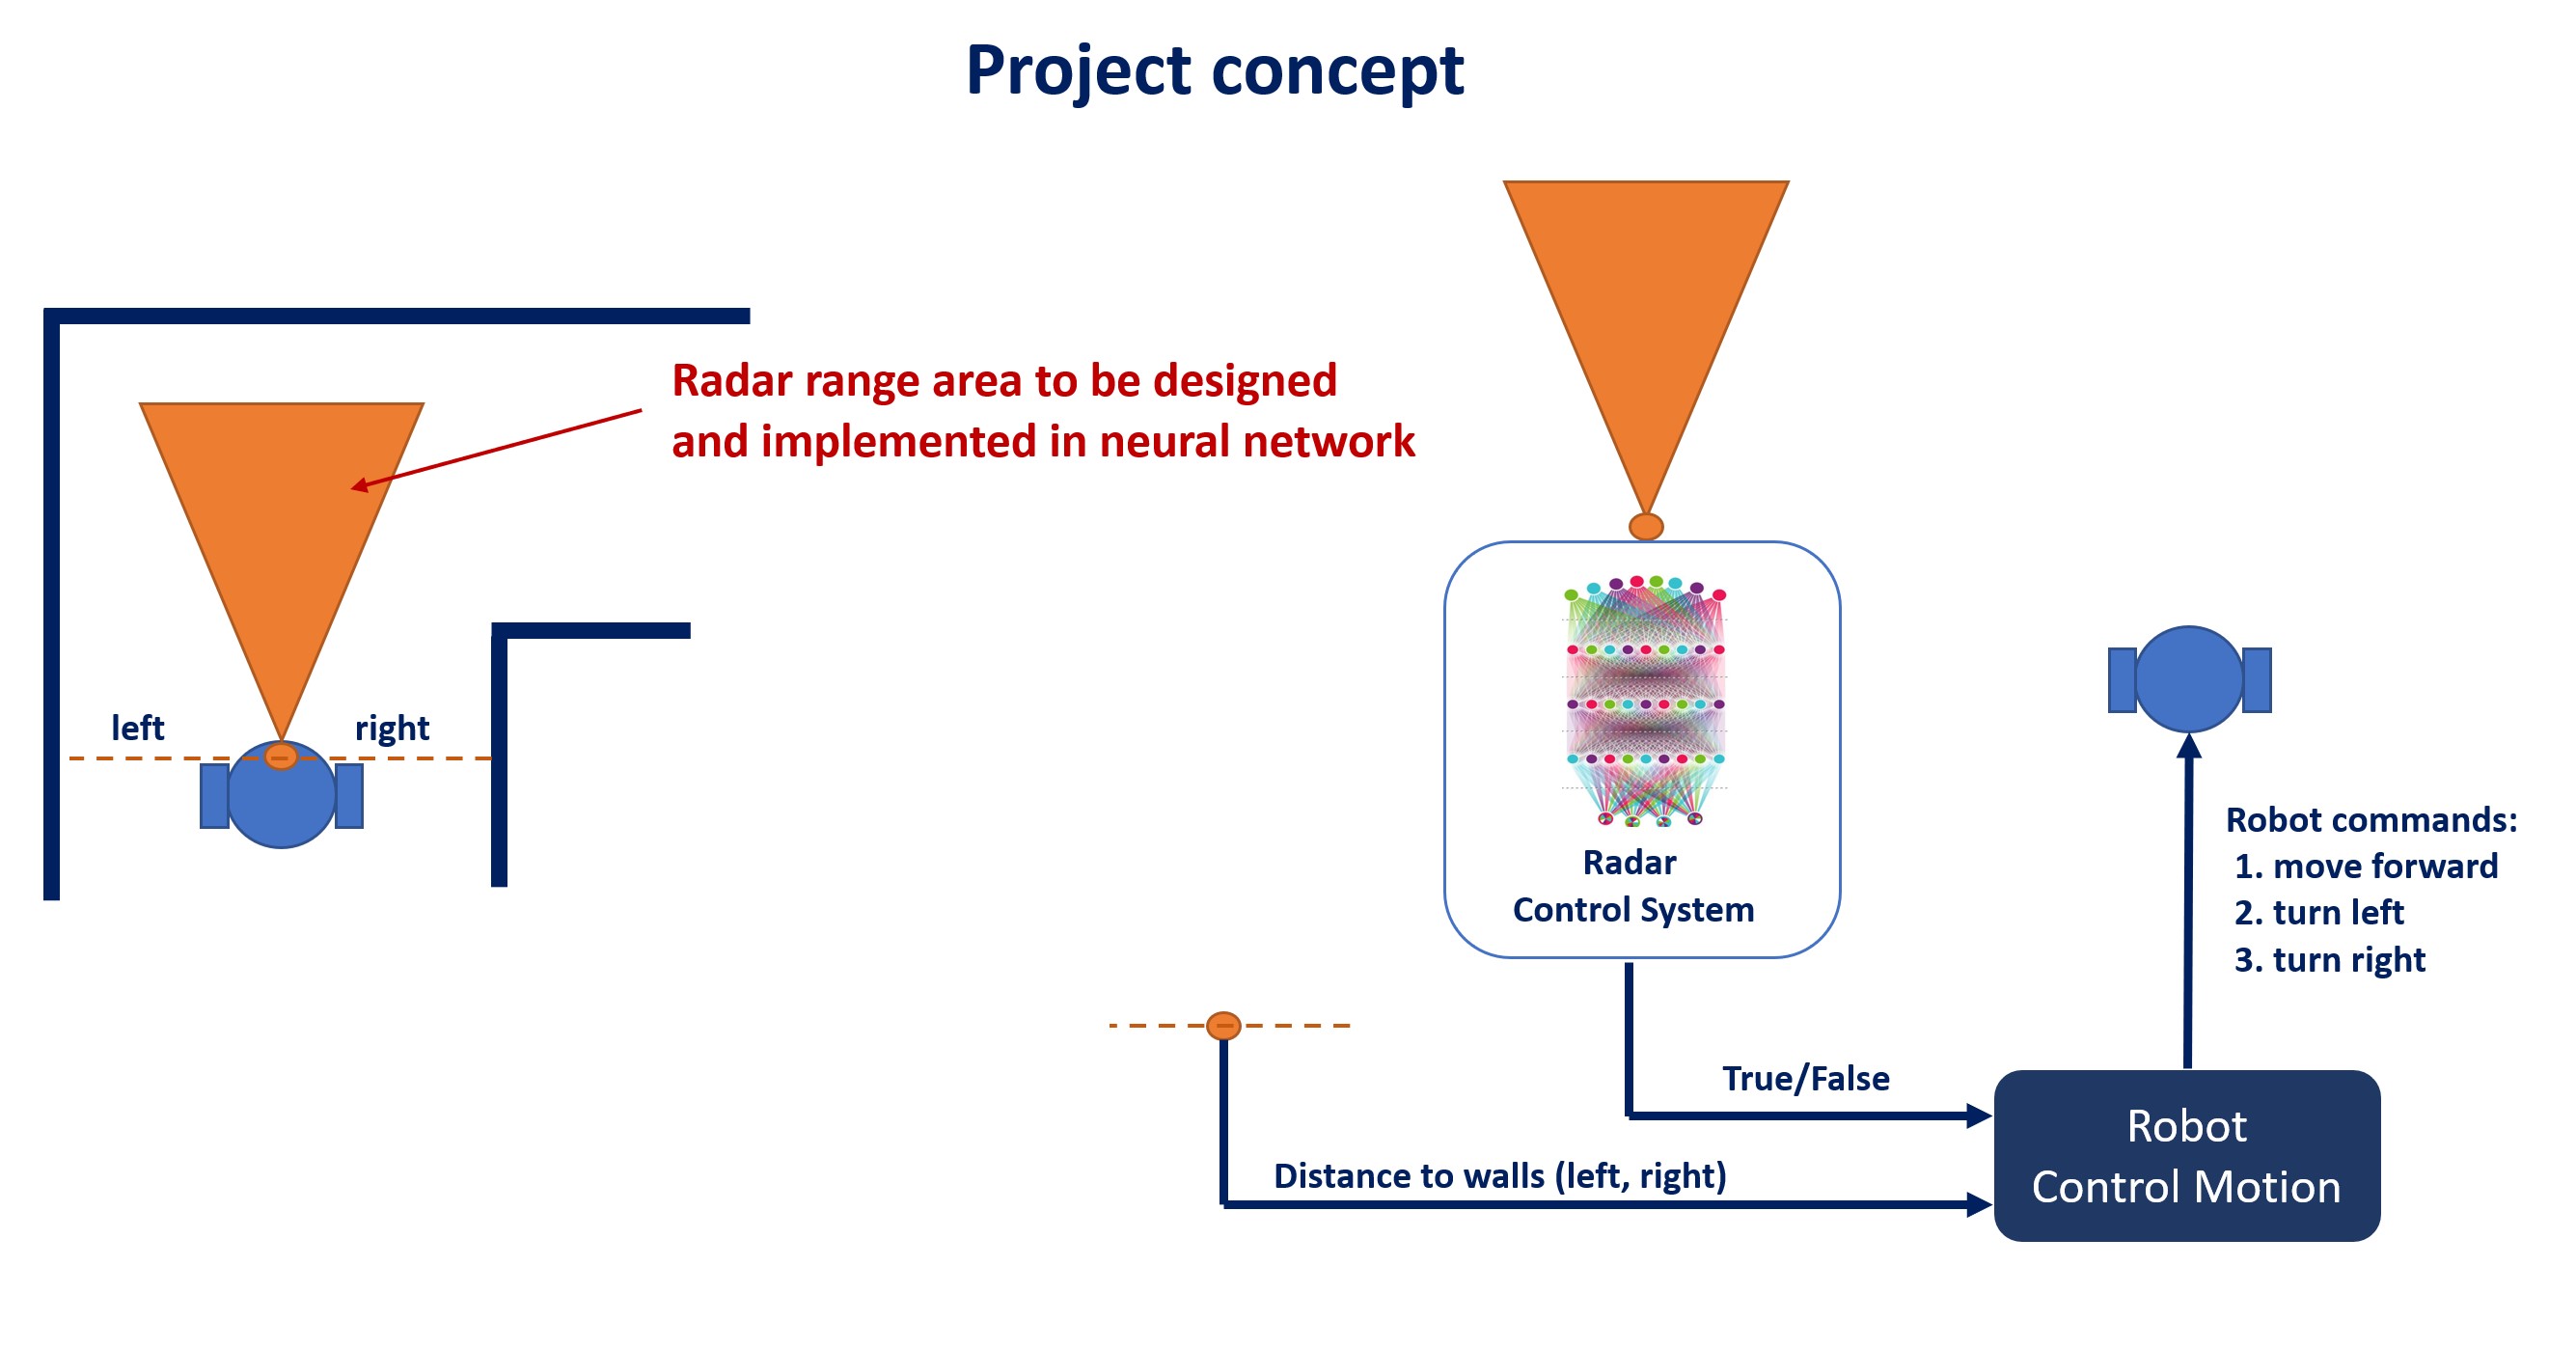 Project concept
Radar range area to be designed
and implemented in neural network
left
right
Radar
Control System
Robot commands:
1. move forward
2. turn left
3. turn right
True/False
Distance to walls (left, right)
Robot
Control Motion